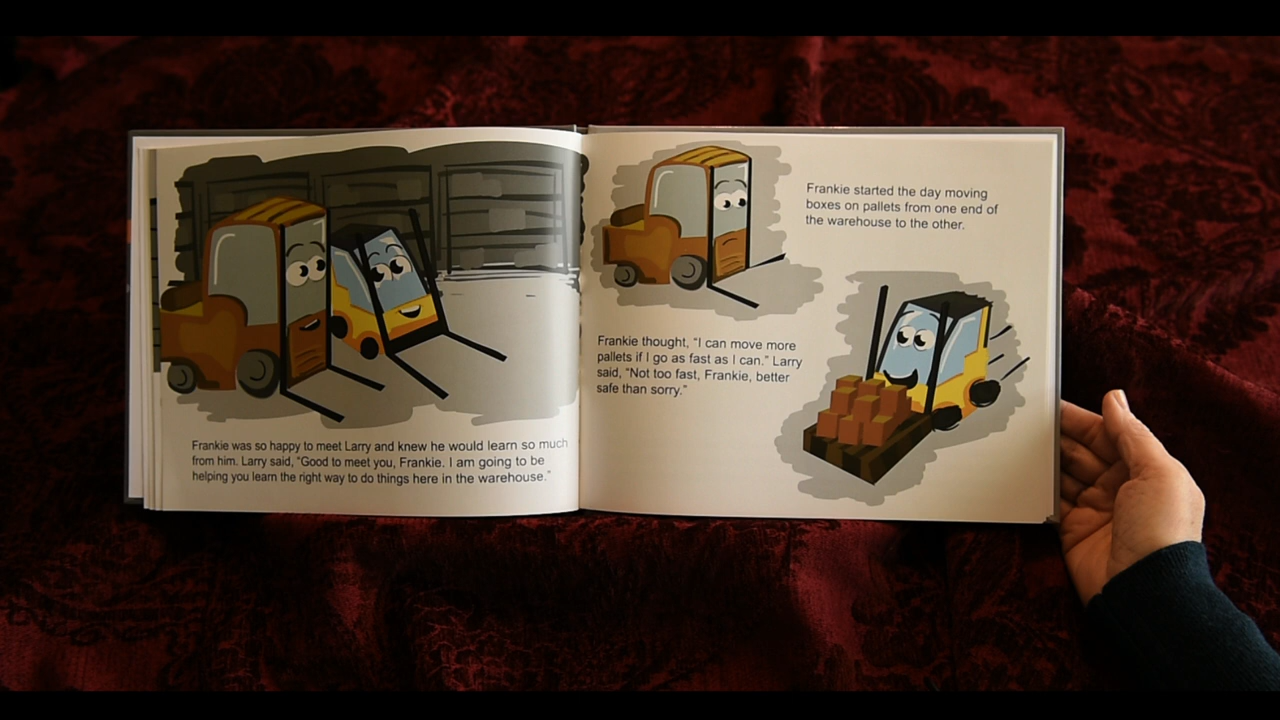 Frankie was so happy to meet Larry and knew he would learn so much
from him. Larry said, “Good to meet you, Frankie. I am going to be
helping you learn the right way to do things here in the warehouse.”
Frankie started the day moving
boxes on pallets from one end of
the warehouse to the other.
Frankie thought, “I can move more
pallets if I go as fast as I can.” Larry
said, “Not too fast, Frankie, better
safe than sorry.”